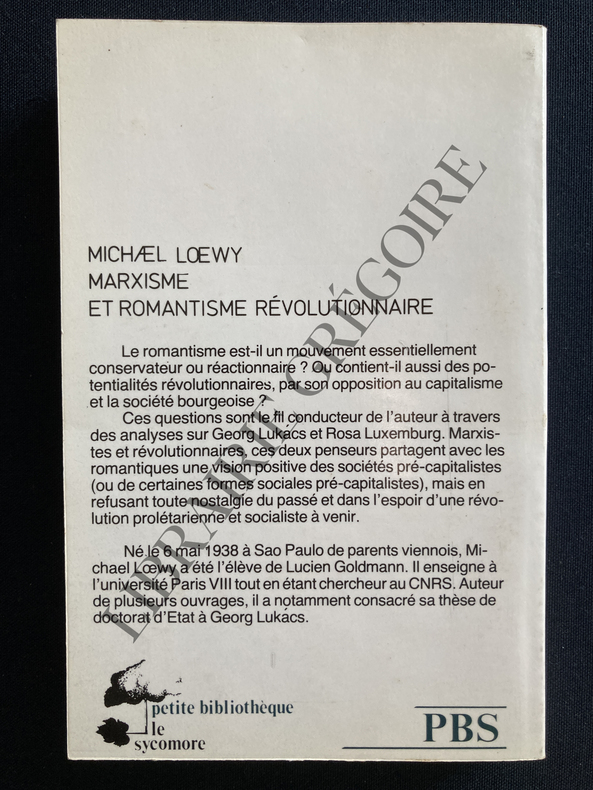 MICHÆL LŒWY
MARXISME
ET ROMANTISME RÉVOLUTIONNAIRE
Le romantisme est-il un mouvement essentiellement
conservateur ou réactionnaire ? Ou contient-il aussi des po-
tentialités révolutionnaires, par son opposition au capitalisme
et la société bourgeoise ?
Ces questions sont le fil conducteur de l'auteur à travers
des analyses sur Georg Lukács et Rosa Luxemburg. Marxis-
tes et révolutionnaires, ces deux penseurs partagent avec les
romantiques une vision positive des sociétés pré-capitalistes
(ou de certaines formes sociales pré-capitalistes), mais en
refusant toute nostalgie du passé et dans l'espoir d'une révo-
lution prolétarienne et socialiste à venir.
Né le 6 mai 1938 à Sao Paulo de parents viennois, Mi-
chael Lœwy a été l'élève de Lucien Goldmann. Il enseigne à
l'université Paris VIII tout en étant chercheur au CNRS. Auteur
de plusieurs ouvrages, il a notamment consacré sa thèse de
doctorat d'Etat à Georg Lukács.
petite bibliothèque
le
sycomore
PBS
LIBRAIRIE GRÉGOIRE